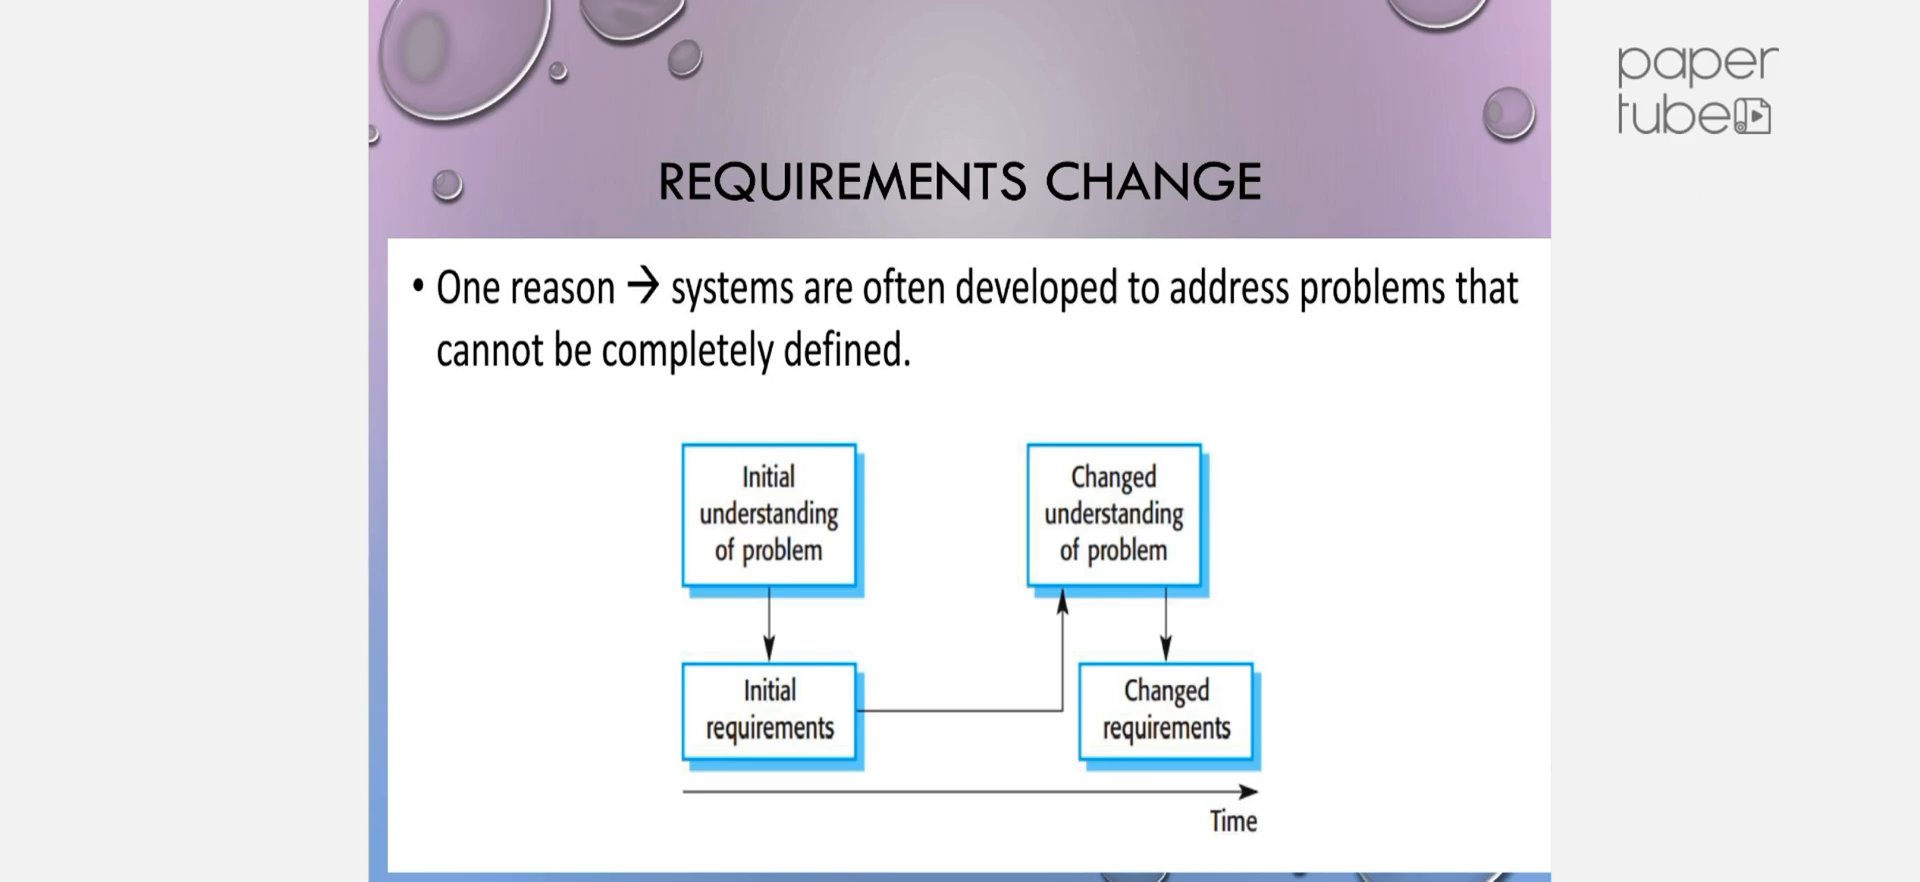 paper
tube
REQUIREMENTS CHANGE
• One reason → systems are often developed to address problems that
cannot be completely defined.
Initial
understanding
of problem
Changed
understanding
of problem
Initial
requirements
Changed
requirements
Time